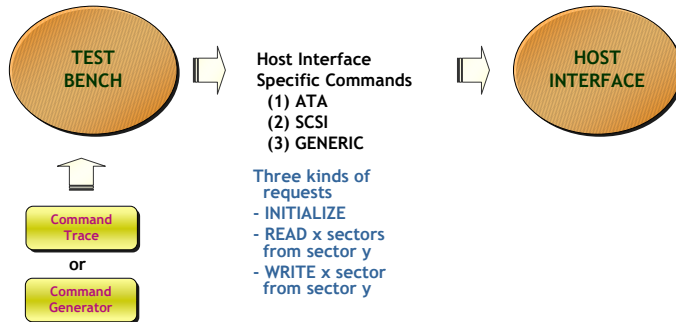 TEST
BENCH
Host Interface
Specific Commands
(1) ATA
(2) SCSI
(3) GENERIC
HOST
INTERFACE
Three kinds of
requests
- INITIALIZE
- READ x sectors
from sector y
- WRITE x sector
from sector y
Command
Trace
or
Command
Generator